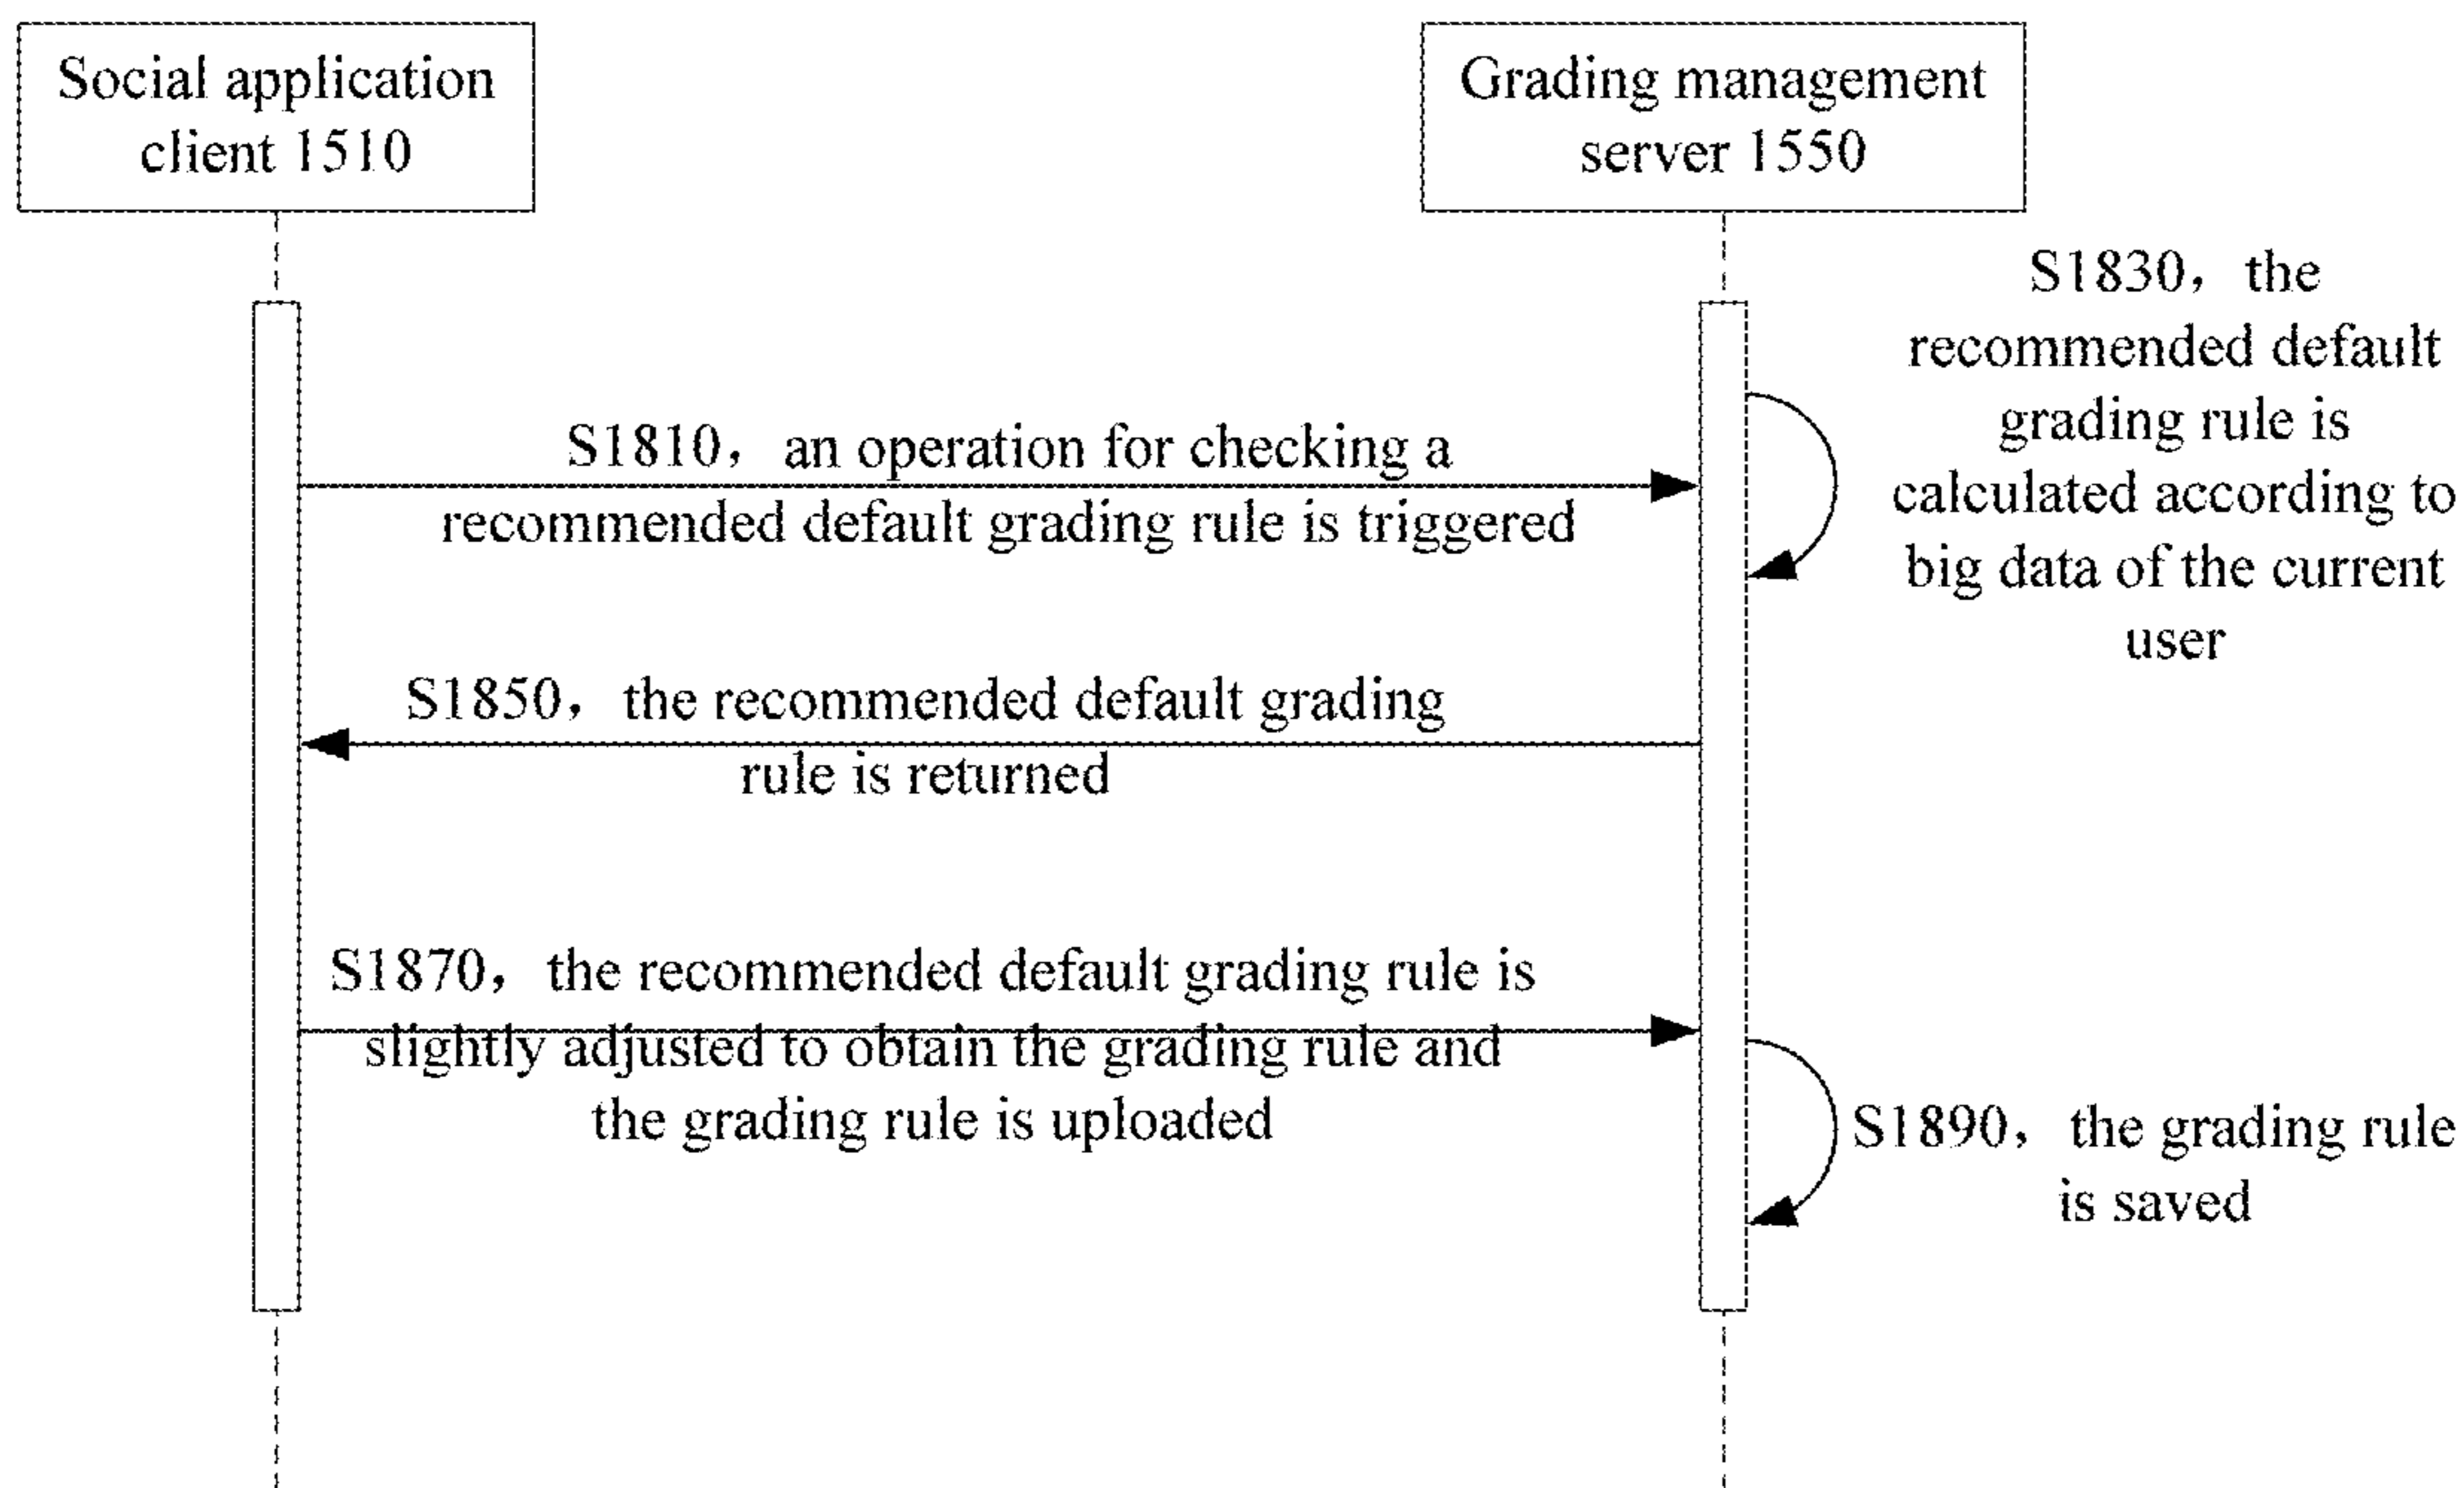 Social application
client 1510
Grading management
server 1550
S1830，the
recommended default
grading rule is
calculated according to
big data of the current
user
S1810，an operation for checking a
recommended default grading rule is triggered
S1850，the recommended default grading
rule is returned
S1870，the recommended default grading rule is
slightly adjusted to obtain the grading rule and
the grading rule is uploaded
S1890，the grading rule
is saved